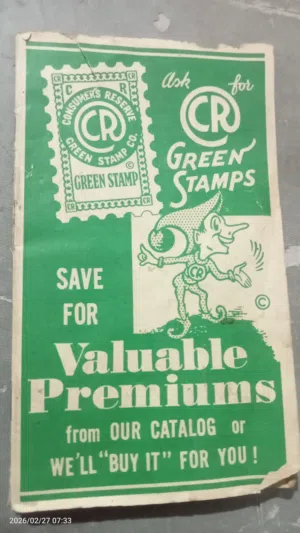 Ask for
CR
GREEN
STAMPS
C R
CONSUMER'S RESERVE
CR
GREEN STAMP CO.
©
GREEN STAMP
CR
©
SAVE
FOR
Valuable
Premiums
from OUR CATALOG or
WE'LL "BUY IT" FOR YOU!
2026/02/27 07:33